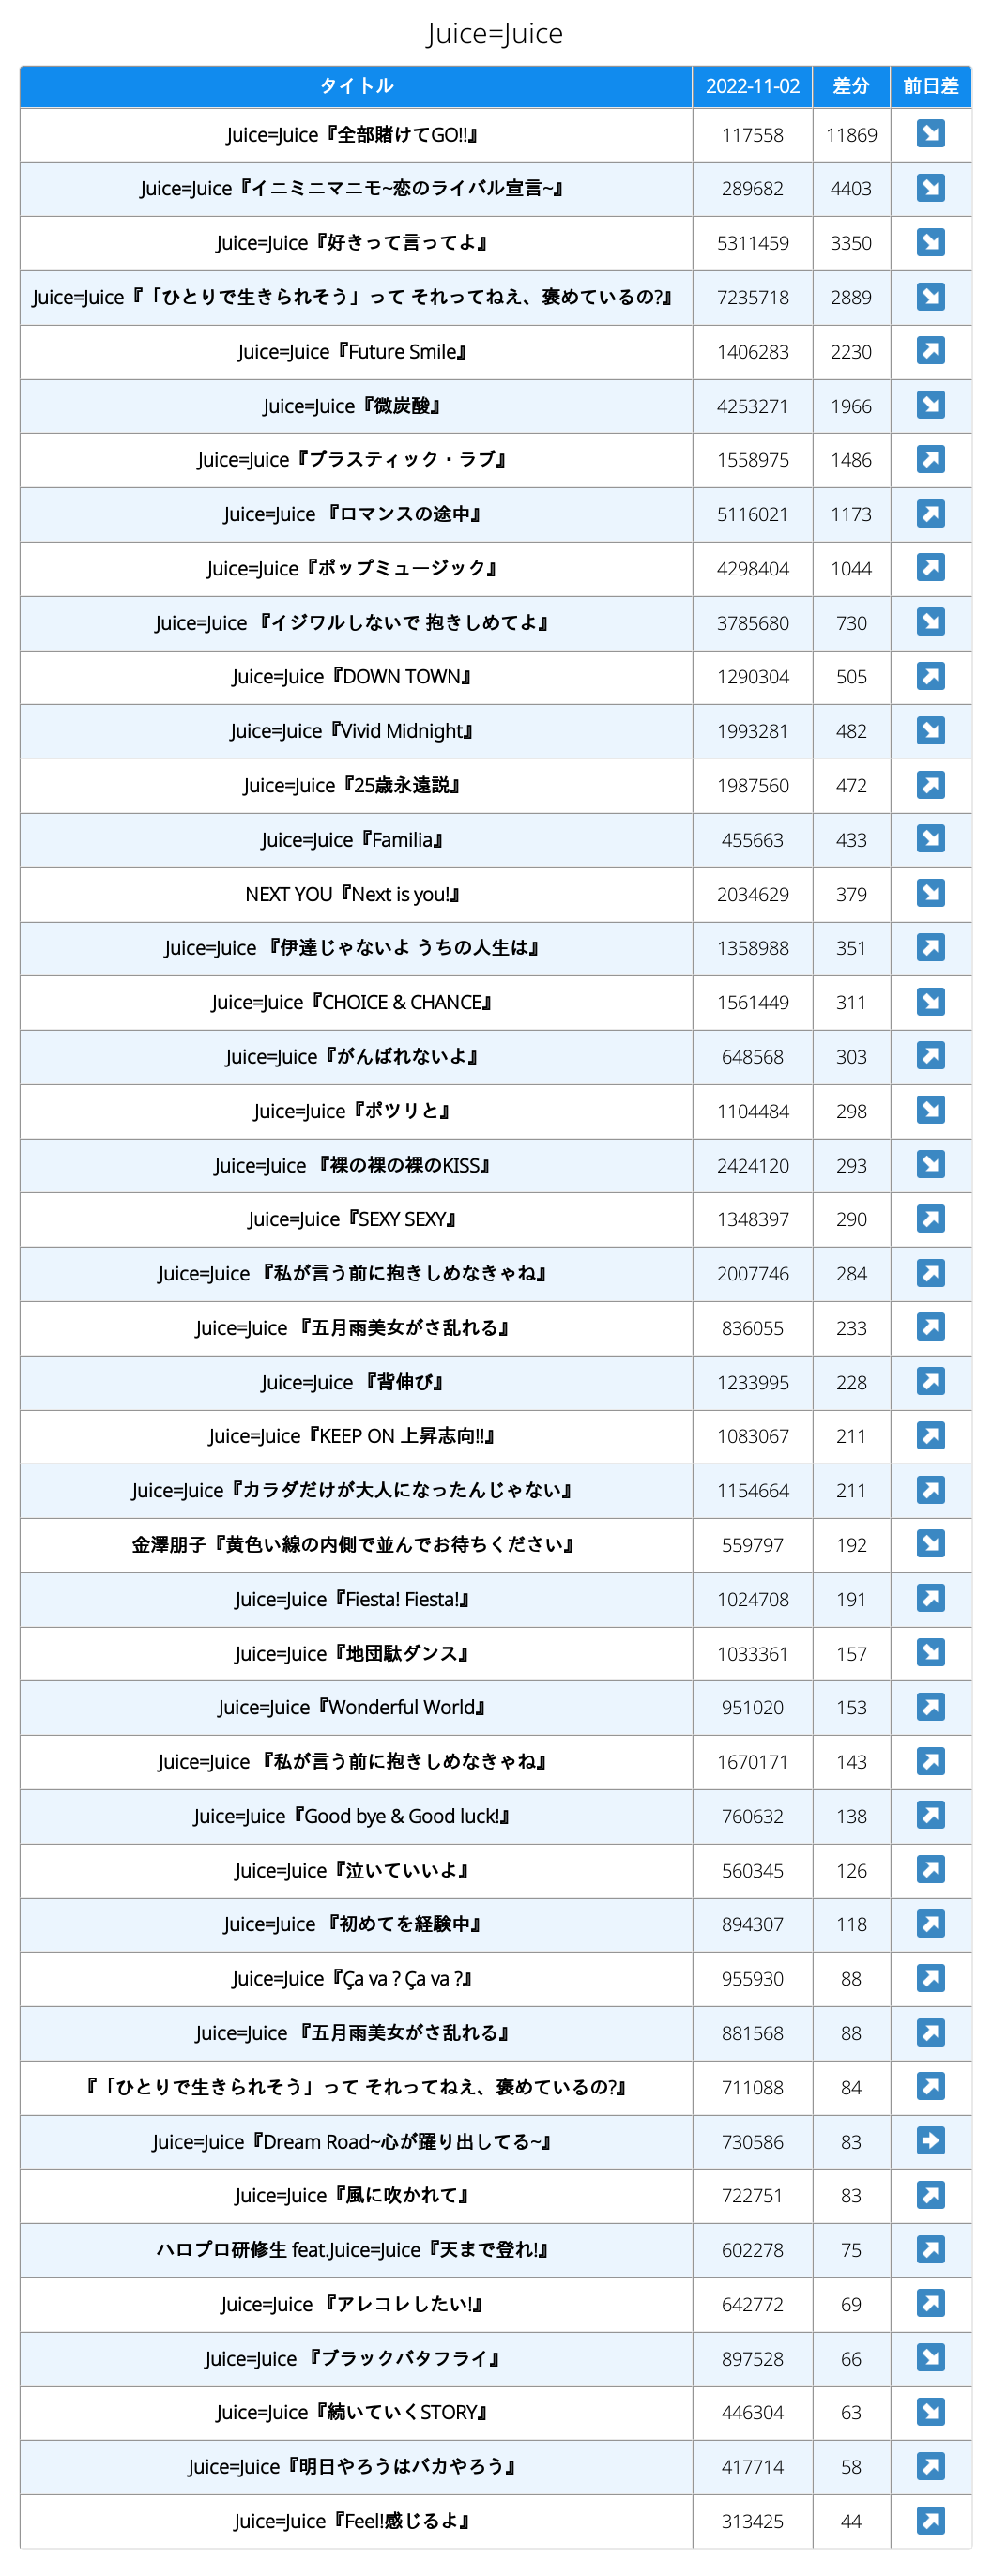 Juice=Juice
タイトル 2022-11-02 差分 前日差
Juice=Juice『全部賭けてGO!!』 117558 11869 ↘
Juice=Juice『イニミニマニモ~恋のライバル宣言~』 289682 4403 ↘
Juice=Juice『好きって言ってよ』 5311459 3350 ↘
Juice=Juice『「ひとりで生きられそう」って それってねえ、褒めているの?』 7235718 2889 ↘
Juice=Juice『Future Smile』 1406283 2230 ↗
Juice=Juice『微炭酸』 4253271 1966 ↘
Juice=Juice『プラスティック・ラブ』 1558975 1486 ↗
Juice=Juice 『ロマンスの途中』 5116021 1173 ↗
Juice=Juice『ポップミュージック』 4298404 1044 ↗
Juice=Juice 『イジワルしないで 抱きしめてよ』 3785680 730 ↘
Juice=Juice『DOWN TOWN』 1290304 505 ↗
Juice=Juice『Vivid Midnight』 1993281 482 ↘
Juice=Juice『25歳永遠説』 1987560 472 ↗
Juice=Juice『Familia』 455663 433 ↘
NEXT YOU『Next is you!』 2034629 379 ↘
Juice=Juice 『伊達じゃないよ うちの人生は』 1358988 351 ↗
Juice=Juice『CHOICE & CHANCE』 1561449 311 ↘
Juice=Juice『がんばれないよ』 648568 303 ↗
Juice=Juice『ポツリと』 1104484 298 ↘
Juice=Juice 『裸の裸の裸のKISS』 2424120 293 ↘
Juice=Juice『SEXY SEXY』 1348397 290 ↗
Juice=Juice 『私が言う前に抱きしめなきゃね』 2007746 284 ↗
Juice=Juice 『五月雨美女がさ乱れる』 836055 233 ↗
Juice=Juice 『背伸び』 1233995 228 ↗
Juice=Juice『KEEP ON 上昇志向!!』 1083067 211 ↗
Juice=Juice『カラダだけが大人になったんじゃない』 1154664 211 ↗
金澤朋子『黄色い線の内側で並んでお待ちください』 559797 192 ↘
Juice=Juice『Fiesta! Fiesta!』 1024708 191 ↗
Juice=Juice『地団駄ダンス』 1033361 157 ↘
Juice=Juice『Wonderful World』 951020 153 ↗
Juice=Juice 『私が言う前に抱きしめなきゃね』 1670171 143 ↗
Juice=Juice『Good bye & Good luck!』 760632 138 ↗
Juice=Juice『泣いていいよ』 560345 126 ↗
Juice=Juice 『初めてを経験中』 894307 118 ↗
Juice=Juice『Ça va ? Ça va ?』 955930 88 ↗
Juice=Juice 『五月雨美女がさ乱れる』 881568 88 ↗
『「ひとりで生きられそう」って それってねえ、褒めているの?』 711088 84 ↗
Juice=Juice『Dream Road~心が躍り出してる~』 730586 83 →
Juice=Juice『風に吹かれて』 722751 83 ↗
ハロプロ研修生 feat.Juice=Juice『天まで登れ!』 602278 75 ↗
Juice=Juice 『アレコレしたい!』 642772 69 ↗
Juice=Juice 『ブラックバタフライ』 897528 66 ↘
Juice=Juice『続いていくSTORY』 446304 63 ↘
Juice=Juice『明日やろうはバカやろう』 417714 58 ↗
Juice=Juice『Feel!感じるよ』 313425 44 ↗